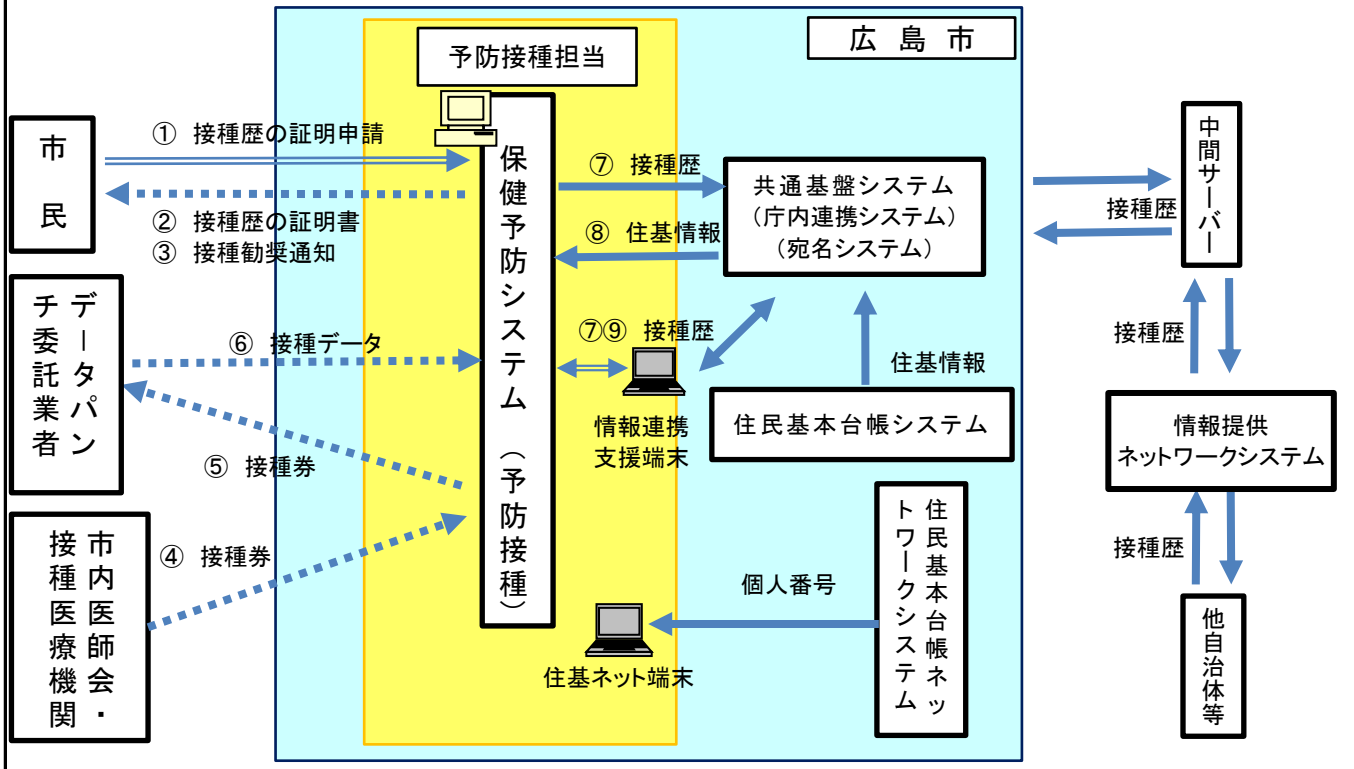 広島市
予防接種担当
市民
① 接種歴の証明申請
② 接種歴の証明書
③ 接種勧奨通知
データパン
チ委託業者
⑥ 接種データ
⑤ 接種券
市内医師会・
接種医療機関
④ 接種券
保健予防システム（予防接種）
⑦ 接種歴
⑧ 住基情報
共通基盤システム
（庁内連携システム）
（宛名システム）
⑦⑨ 接種歴
情報連携
支援端末
住基情報
住民基本台帳システム
住民基本台帳ネッ
トワークシステム
個人番号
住基ネット端末
中間サーバー
接種歴
接種歴
情報提供
ネットワークシステム
接種歴
他自治体等